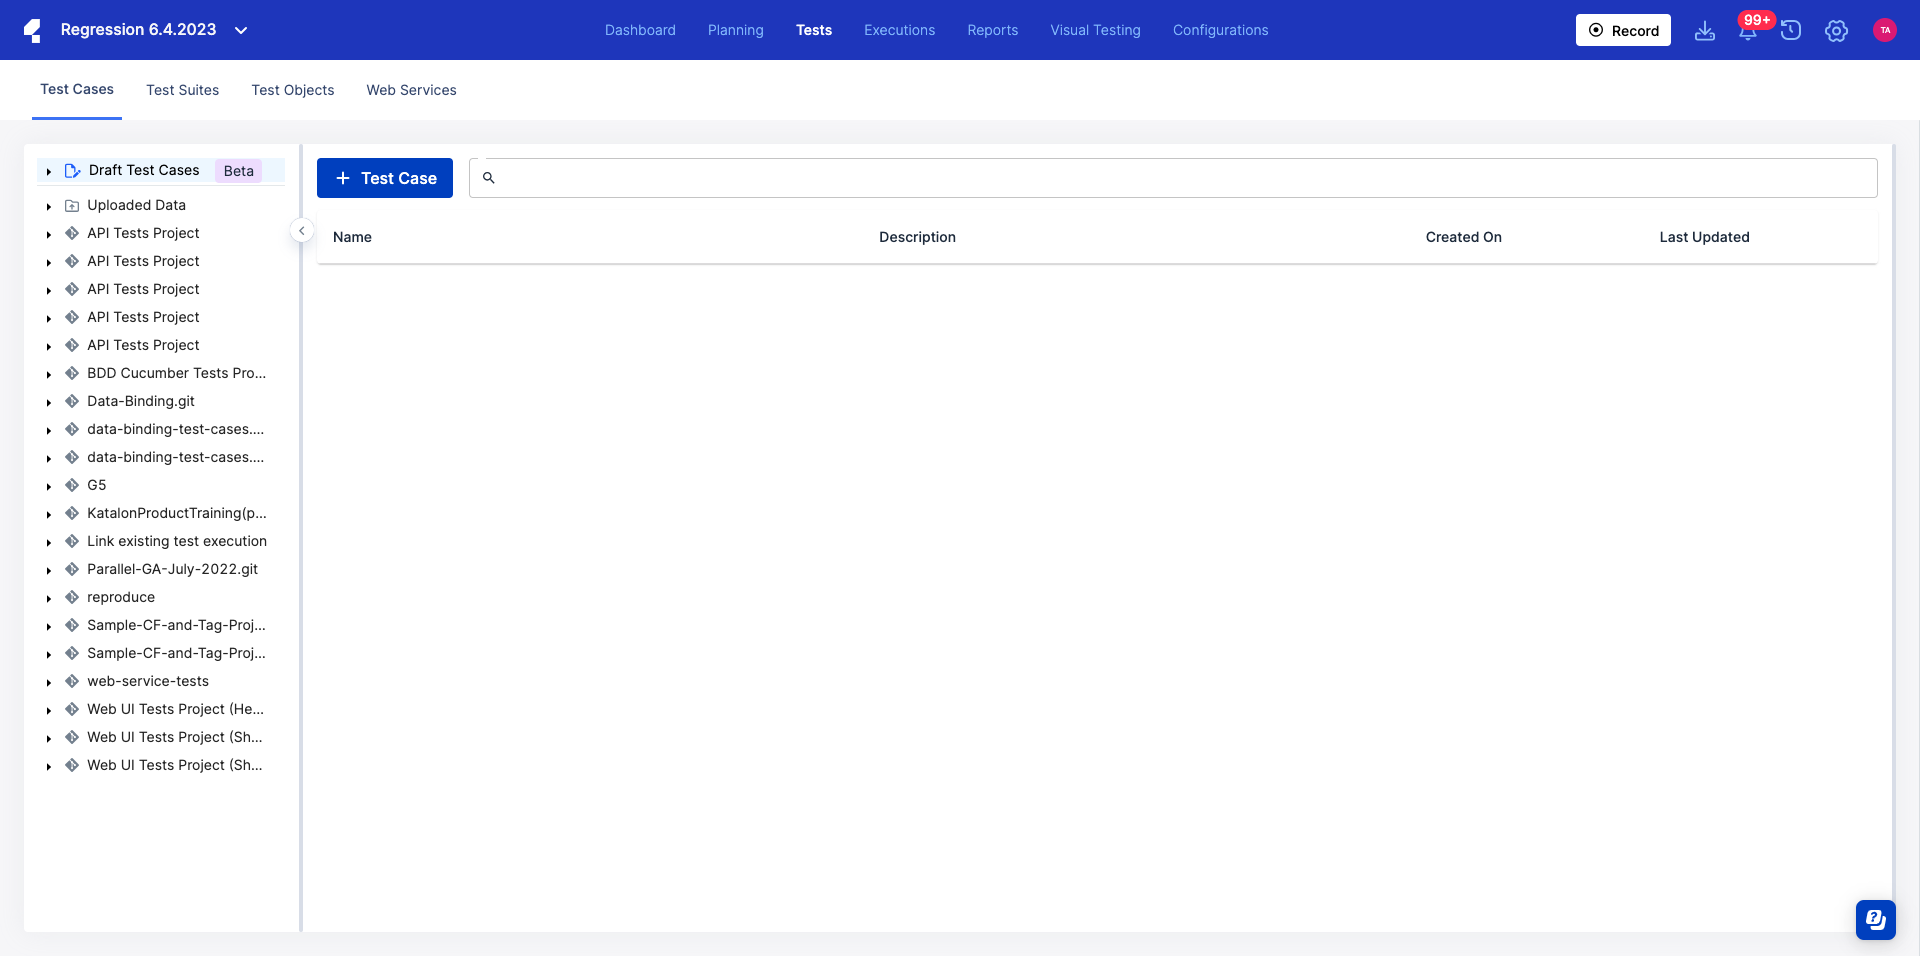 Regression 6.4.2023
Dashboard
Planning
Tests
Executions
Reports
Visual Testing
Configurations
Record
99+
TA
Test Cases
Test Suites
Test Objects
Web Services
Draft Test Cases
Beta
Uploaded Data
API Tests Project
API Tests Project
API Tests Project
API Tests Project
API Tests Project
BDD Cucumber Tests Pro...
Data-Binding.git
data-binding-test-cases....
data-binding-test-cases....
G5
KatalonProductTraining(p...
Link existing test execution
Parallel-GA-July-2022.git
reproduce
Sample-CF-and-Tag-Proj...
Sample-CF-and-Tag-Proj...
web-service-tests
Web UI Tests Project (He...
Web UI Tests Project (Sh...
Web UI Tests Project (Sh...
+ Test Case
Name
Description
Created On
Last Updated